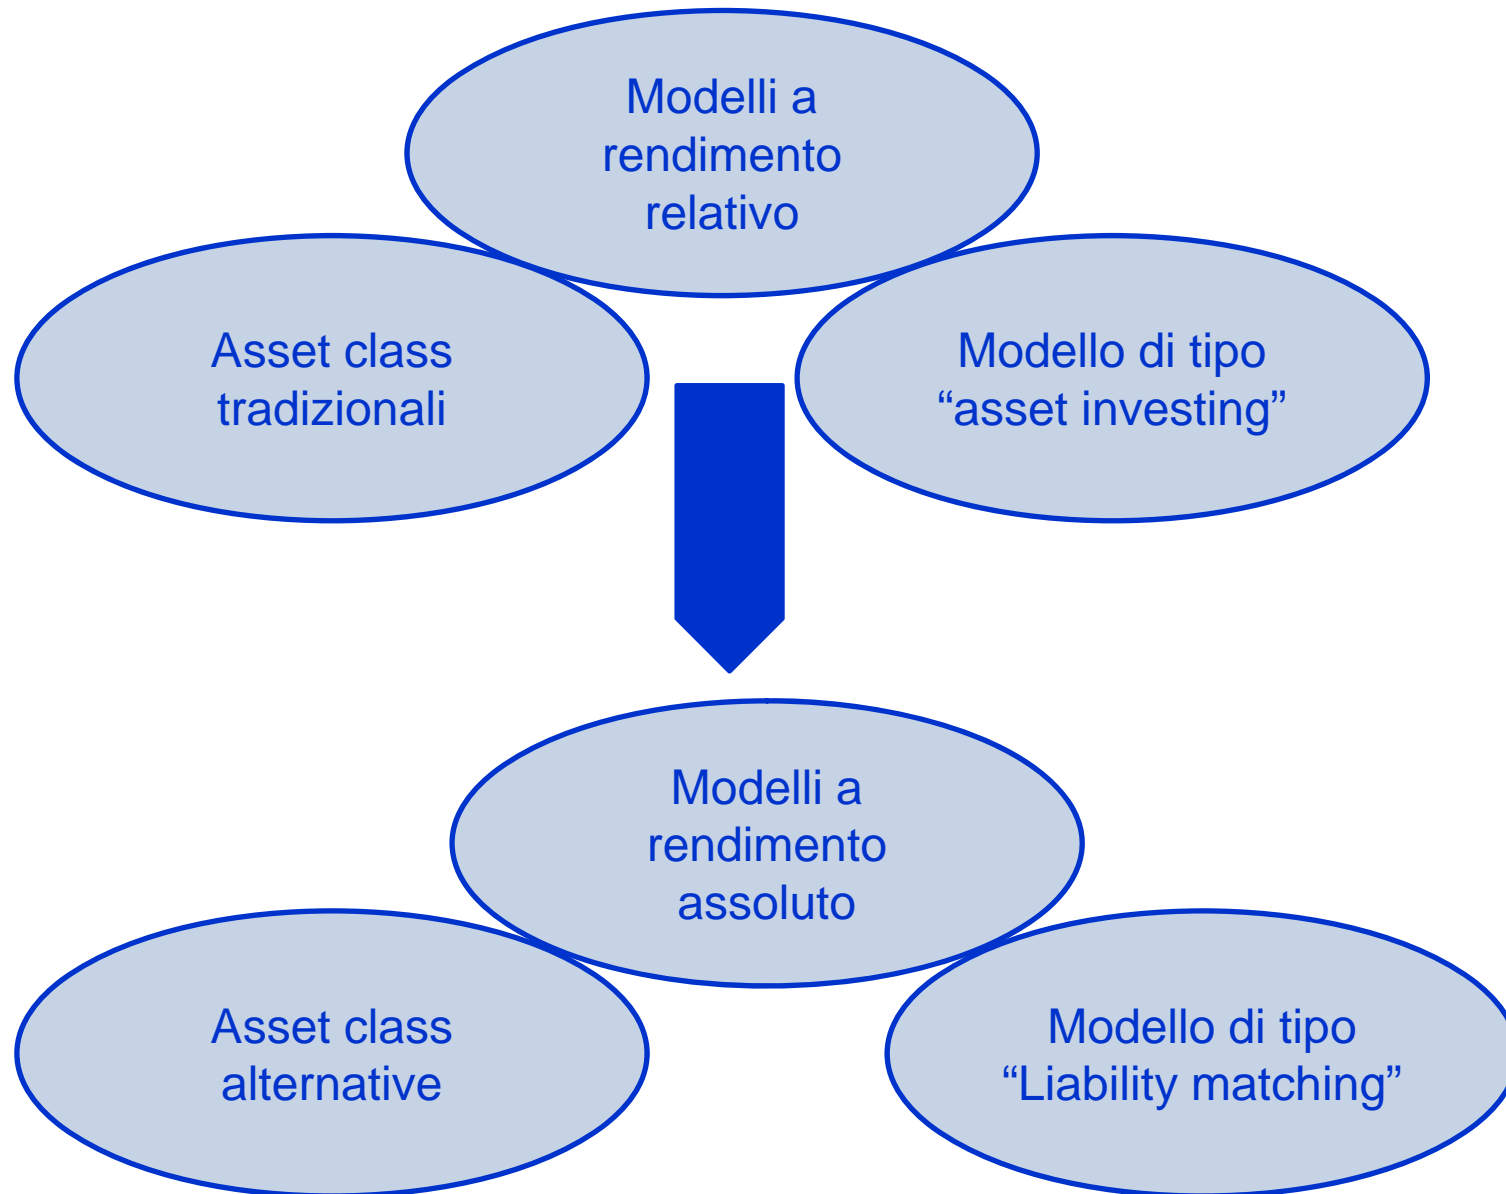 Modelli a
rendimento
relativo
Asset class
tradizionali
Modello di tipo
“asset investing”
Modelli a
rendimento
assoluto
Asset class
alternative
Modello di tipo
“Liability matching”